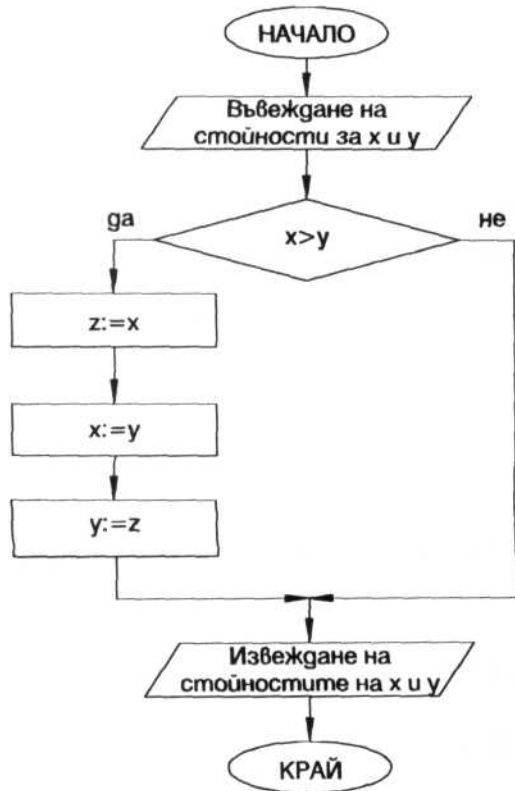 НАЧАЛО
Въвеждане на
стойности за x и y
да
x>y
не
z:=x
x:=y
y:=z
Извеждане на
стойностите на x и y
КРАЙ